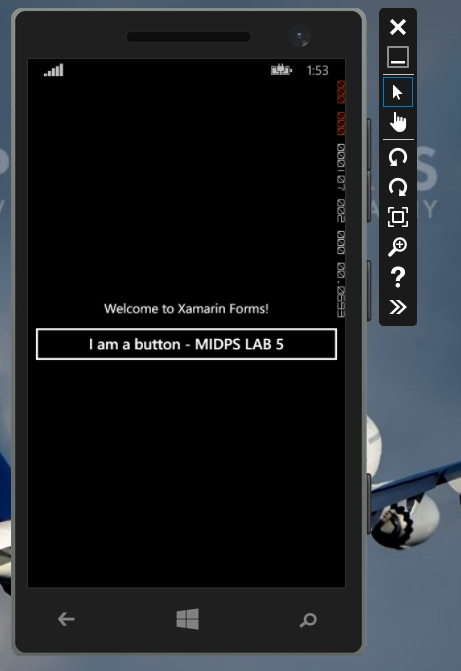 1:53
Welcome to Xamarin Forms!
I am a button - MIDPS LAB 5
?
S
Y